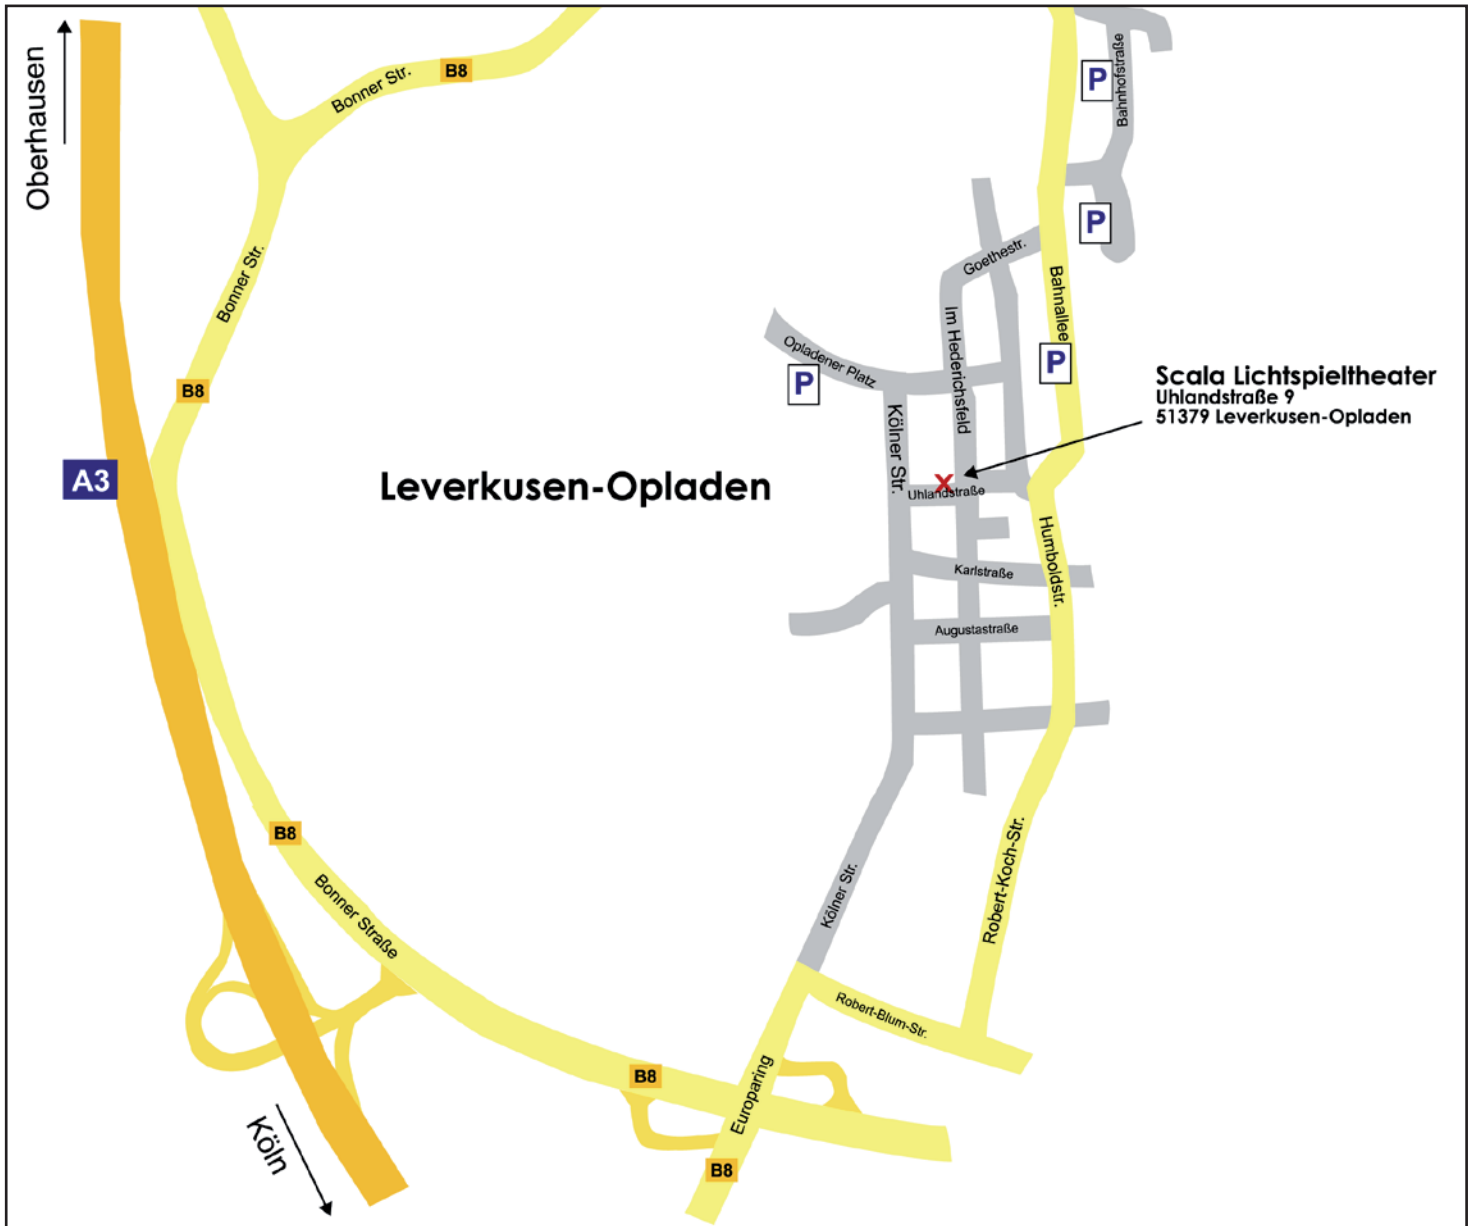 Oberhausen
Bonner Str.
B8
Bahnhofstraße
P
P
Bonner Str.
Goethestr.
Bahnallee
Im Hederichsfeld
Opladener Platz
P
P
B8
Scala Lichtspieltheater
Uhlandstraße 9
51379 Leverkusen-Opladen
Kölner Str.
A3
Leverkusen-Opladen
X
Uhlandstraße
Humboldstr.
Karlstraße
Augustastraße
B8
Bonner Straße
Kölner Str.
Robert-Koch-Str.
Robert-Blum-Str.
B8
Europaring
Köln
B8